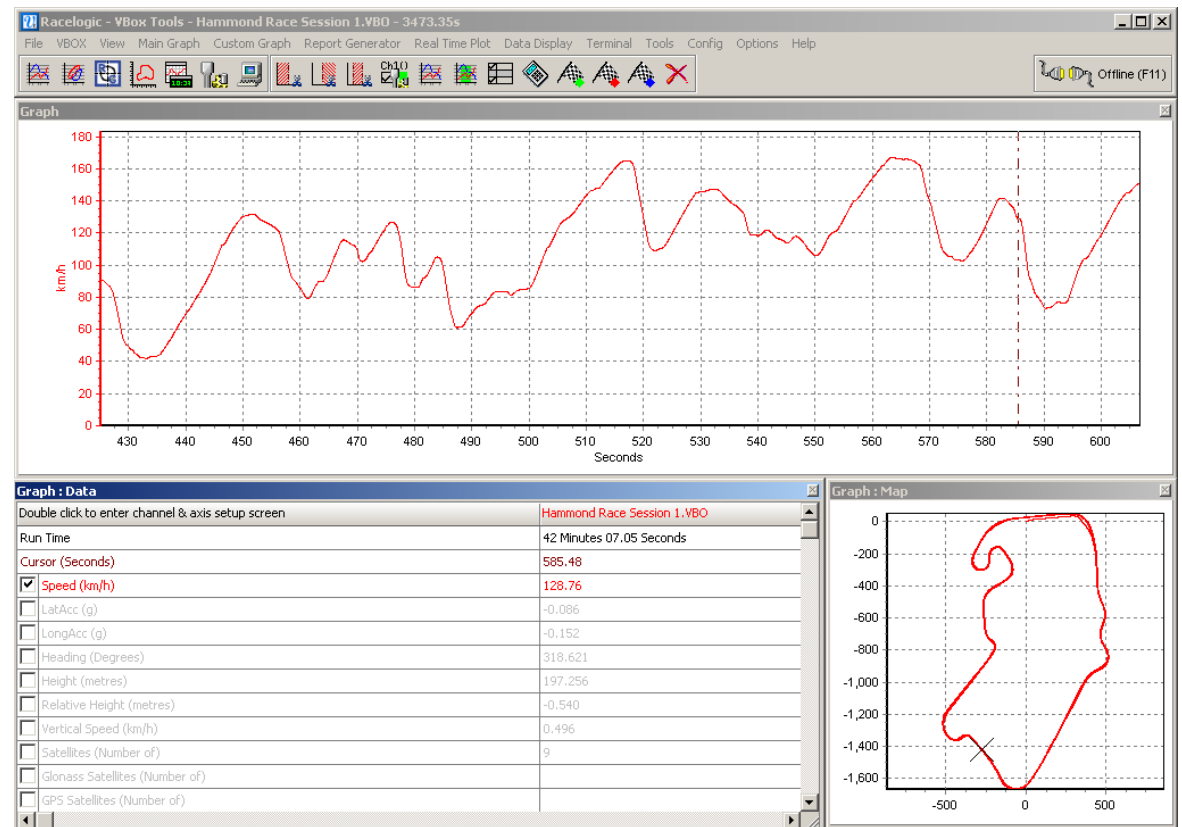 Racelogic - VBox Tools - Hammond Race Session 1.VBO - 3473.35s
File VBOX View Main Graph Custom Graph Report Generator Real Time Plot Data Display Terminal Tools Config Options Help
10:31 Ch1() Offline (F11)
Graph
180
160
140
120
100
80
60
40
20
0
km/h
430 440 450 460 470 480 490 500 510 520 530 540 550 560 570 580 590 600
Seconds
Graph : Data
Double click to enter channel & axis setup screen Hammond Race Session 1.VBO
Run Time 42 Minutes 07.05 Seconds
Cursor (Seconds) 585.48
Speed (km/h) 128.76
LatAcc (g) -0.086
LongAcc (g) -0.152
Heading (Degrees) 318.621
Height (metres) 197.256
Relative Height (metres) -0.540
Vertical Speed (km/h) 0.496
Satellites (Number of) 9
Glonass Satellites (Number of)
GPS Satellites (Number of)
Graph : Map
0
-200
-400
-600
-800
-1,000
-1,200
-1,400
-1,600
-500 0 500